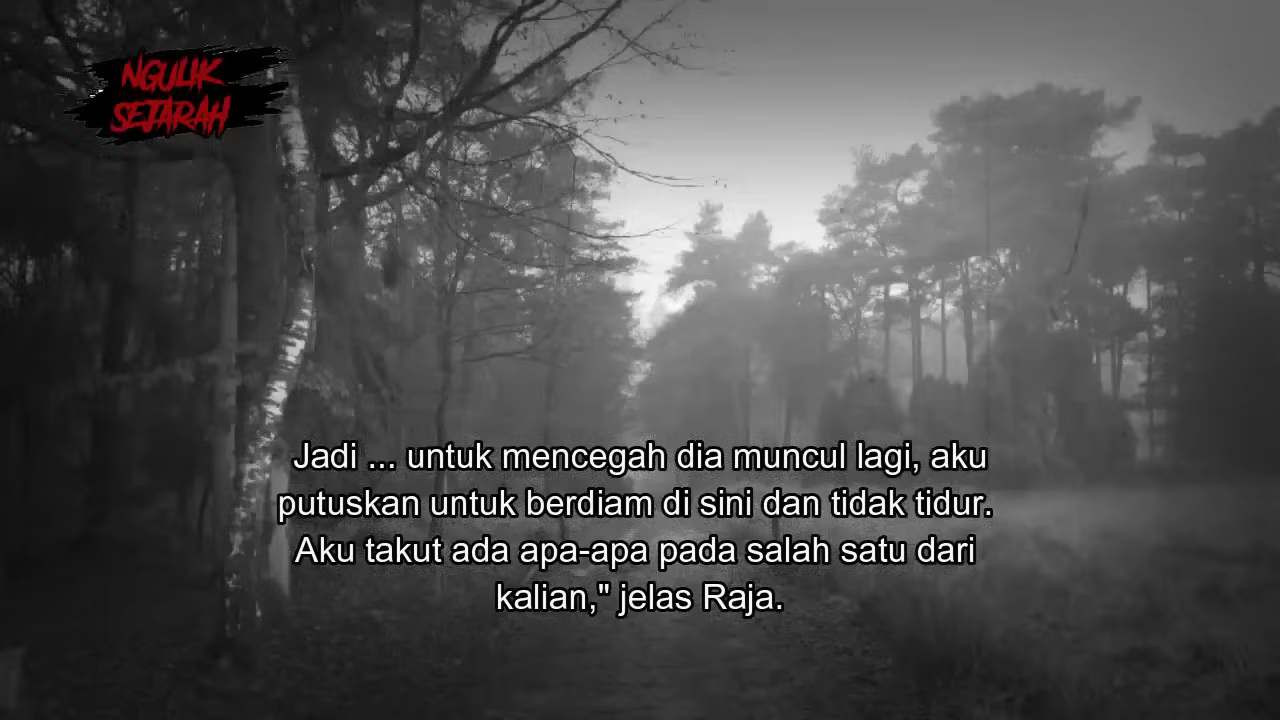 NGULIK
SEJARAH
Jadi ... untuk mencegah dia muncul lagi, aku
putuskan untuk berdiam di sini dan tidak tidur.
Aku takut ada apa-apa pada salah satu dari
kalian," jelas Raja.